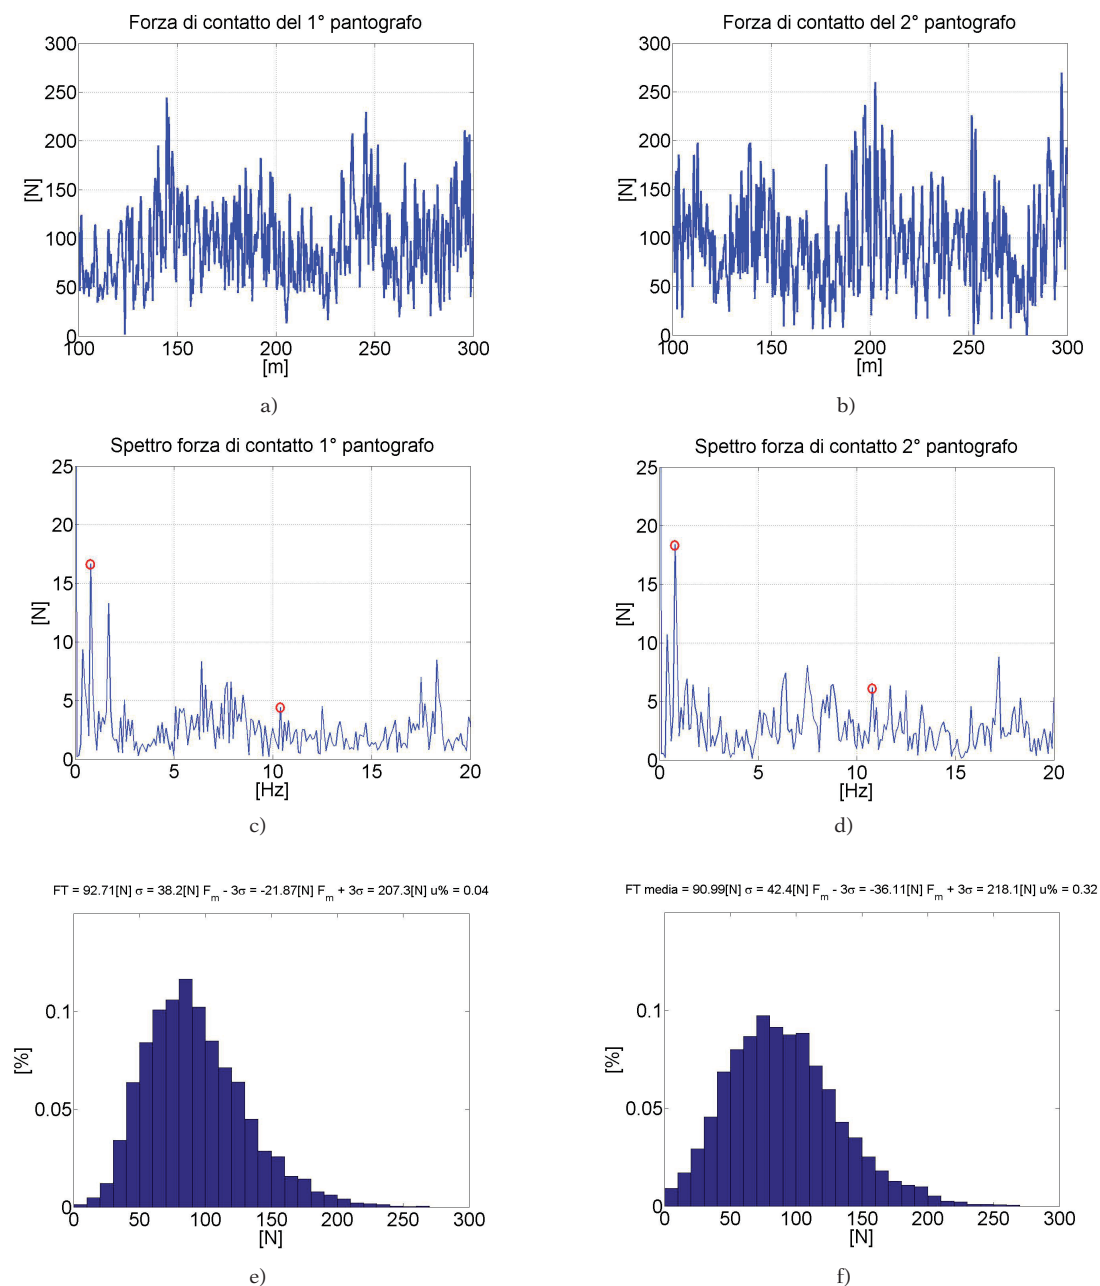 Forza di contatto del 1° pantografo
300
250
200
150
100
50
0
[N]
100 150 200 250 300
[m]
a)
Forza di contatto del 2° pantografo
300
250
200
150
100
50
0
[N]
100 150 200 250 300
[m]
b)
Spettro forza di contatto 1° pantografo
25
20
15
10
5
0
[N]
0 5 10 15 20
[Hz]
c)
Spettro forza di contatto 2° pantografo
25
20
15
10
5
0
[N]
0 5 10 15 20
[Hz]
d)
FT = 92.71[N] σ = 38.2[N] Fm - 3σ = -21.87[N] Fm + 3σ = 207.3[N] u% = 0.04
0.1
0.05
0
[%]
0 50 100 150 200 250 300
[N]
e)
FT media = 90.99[N] σ = 42.4[N] Fm - 3σ = -36.11[N] Fm + 3σ = 218.1[N] u% = 0.32
0.1
0.05
0
[%]
0 50 100 150 200 250 300
[N]
f)